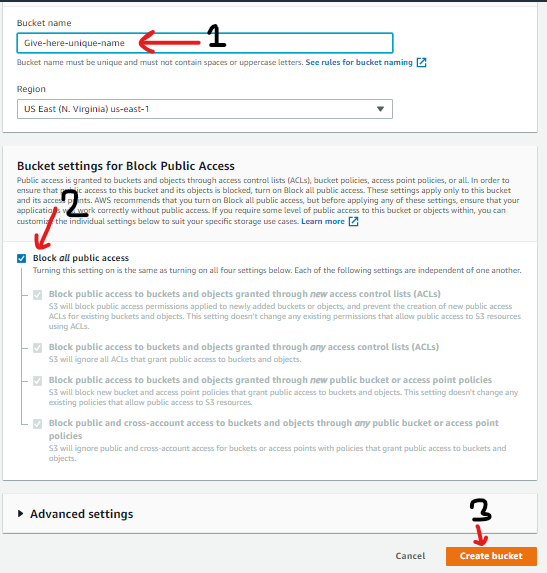 Bucket name
Give-here-unique-name
1
Bucket name must be unique and must not contain spaces or uppercase letters. See rules for bucket naming
Region
US East (N. Virginia) us-east-1
Bucket settings for Block Public Access
Public access is granted to buckets and objects through access control lists (ACLs), bucket policies, access point policies, or all. In order to
ensure that public access to this bucket and its objects is blocked, turn on Block all public access. These settings apply only to this bucket
and its access points. AWS recommends that you turn on Block all public access, but before applying any of these settings, ensure that your
applications will work correctly without public access. If you require some level of public access to this bucket or objects within, you can
customize the individual settings below to suit your specific storage use cases. Learn more
2
Block all public access
Turning this setting on is the same as turning on all four settings below. Each of the following settings are independent of one another.
Block public access to buckets and objects granted through new access control lists (ACLs)
S3 will block public access permissions applied to newly added buckets or objects, and prevent the creation of new public access
ACLs for existing buckets and objects. This setting doesn't change any existing permissions that allow public access to S3 resources
using ACLs.
Block public access to buckets and objects granted through any access control lists (ACLs)
S3 will ignore all ACLs that grant public access to buckets and objects.
Block public access to buckets and objects granted through new public bucket or access point policies
S3 will block new bucket and access point policies that grant public access to buckets and objects. This setting doesn't change any
existing policies that allow public access to S3 resources.
Block public and cross-account access to buckets and objects through any public bucket or access point
policies
S3 will ignore public and cross-account access for buckets or access points with policies that grant public access to buckets and
objects.
Advanced settings
3
Cancel
Create bucket